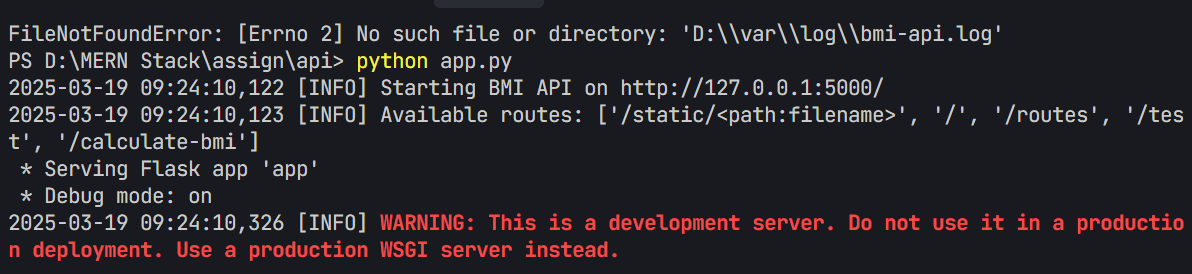 FileNotFoundError: [Errno 2] No such file or directory: 'D:\\var\\log\\bmi-api.log'
PS D:\MERN Stack\assign\api> python app.py
2025-03-19 09:24:10,122 [INFO] Starting BMI API on http://127.0.0.1:5000/
2025-03-19 09:24:10,123 [INFO] Available routes: ['/static/<path:filename>', '/', '/routes', '/tes
t', '/calculate-bmi']
 * Serving Flask app 'app'
 * Debug mode: on
2025-03-19 09:24:10,326 [INFO] WARNING: This is a development server. Do not use it in a productio
n deployment. Use a production WSGI server instead.